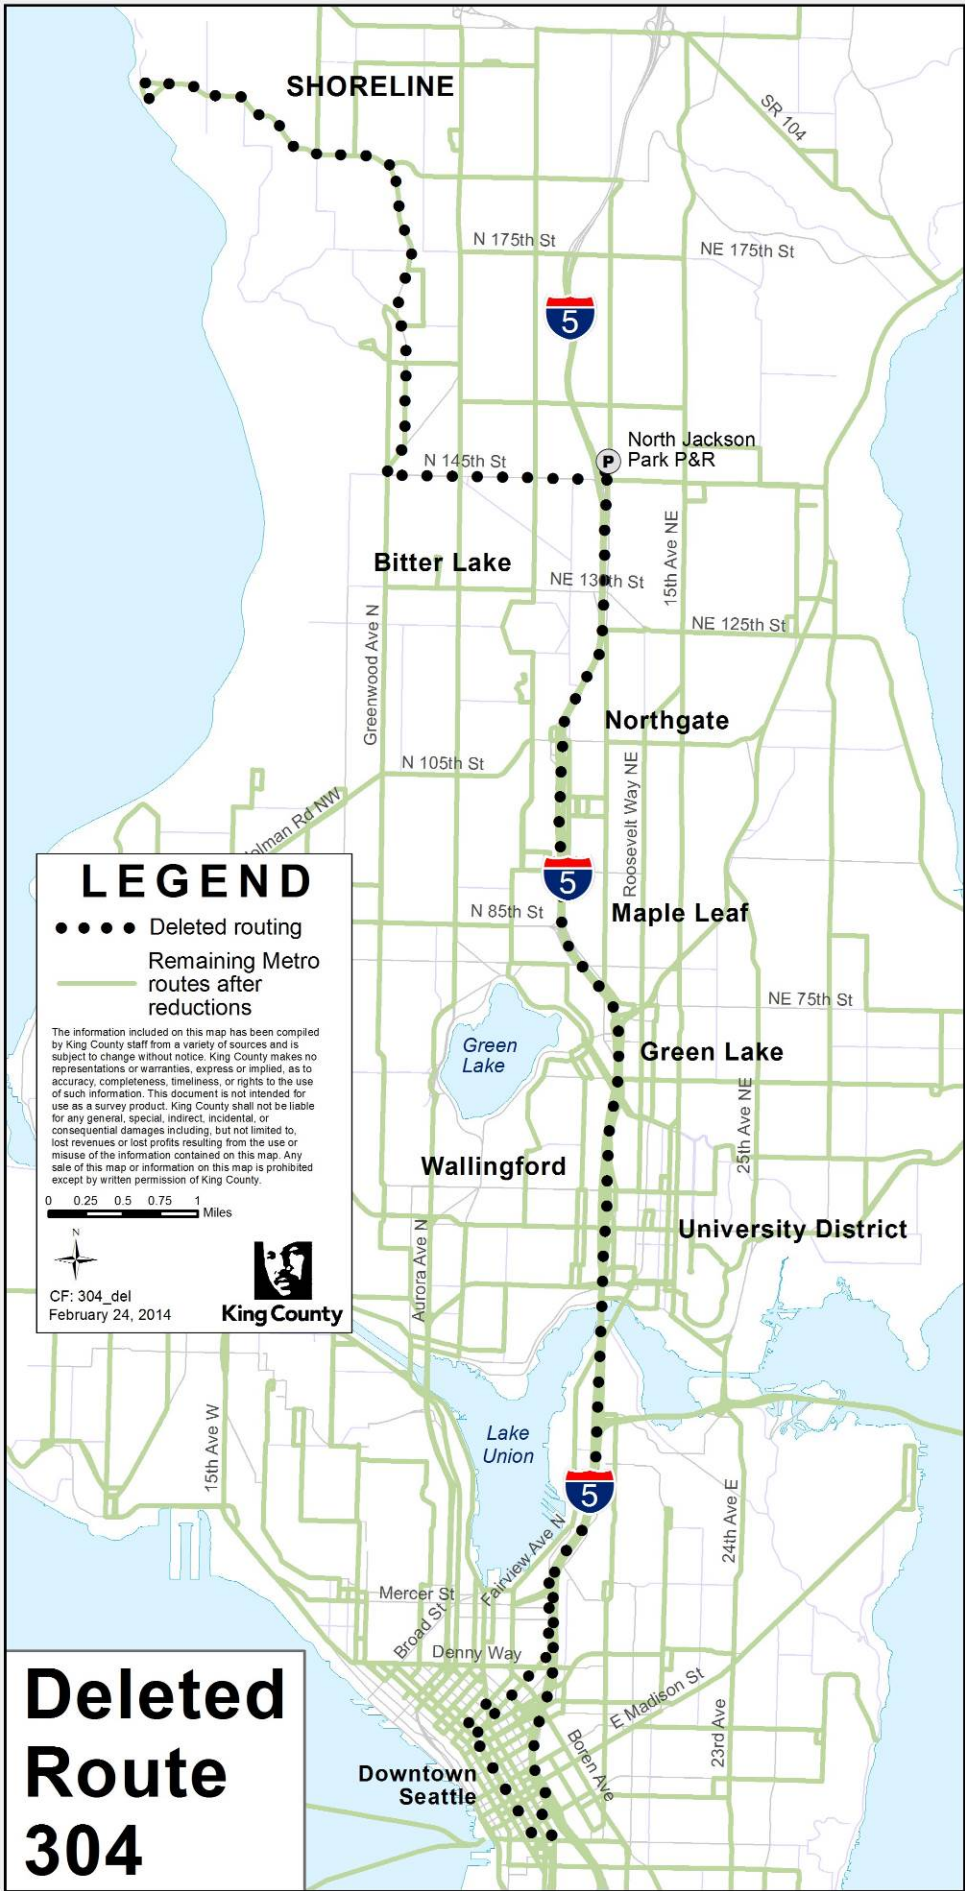 SHORELINE
SR 104
N 175th St
NE 175th St
5
North Jackson
Park P&R
P
N 145th St
15th Ave NE
Bitter Lake
NE 130th St
NE 125th St
Greenwood Ave N
Northgate
N 105th St
Roosevelt Way NE
Holman Rd NW
5
N 85th St
Maple Leaf
LEGEND
Deleted routing
Remaining Metro
routes after
reductions
The information included on this map has been compiled
by King County staff from a variety of sources and is
subject to change without notice. King County makes no
representations or warranties, express or implied, as to
accuracy, completeness, timeliness, or rights to the use
of such information. This document is not intended for
use as a survey product. King County shall not be liable
for any general, special, indirect, incidental, or
consequential damages including, but not limited to,
lost revenues or lost profits resulting from the use or
misuse of the information contained on this map. Any
sale of this map or information on this map is prohibited
except by written permission of King County.
0 0.25 0.5 0.75 1
Miles
N
CF: 304_del
February 24, 2014
King County
NE 75th St
Green
Lake
Green Lake
25th Ave NE
Wallingford
University District
Aurora Ave N
15th Ave W
Lake
Union
5
24th Ave E
Fairview Ave N
Mercer St
Broad St
Denny Way
E Madison St
23rd Ave
Boren Ave
Downtown
Seattle
Deleted
Route
304